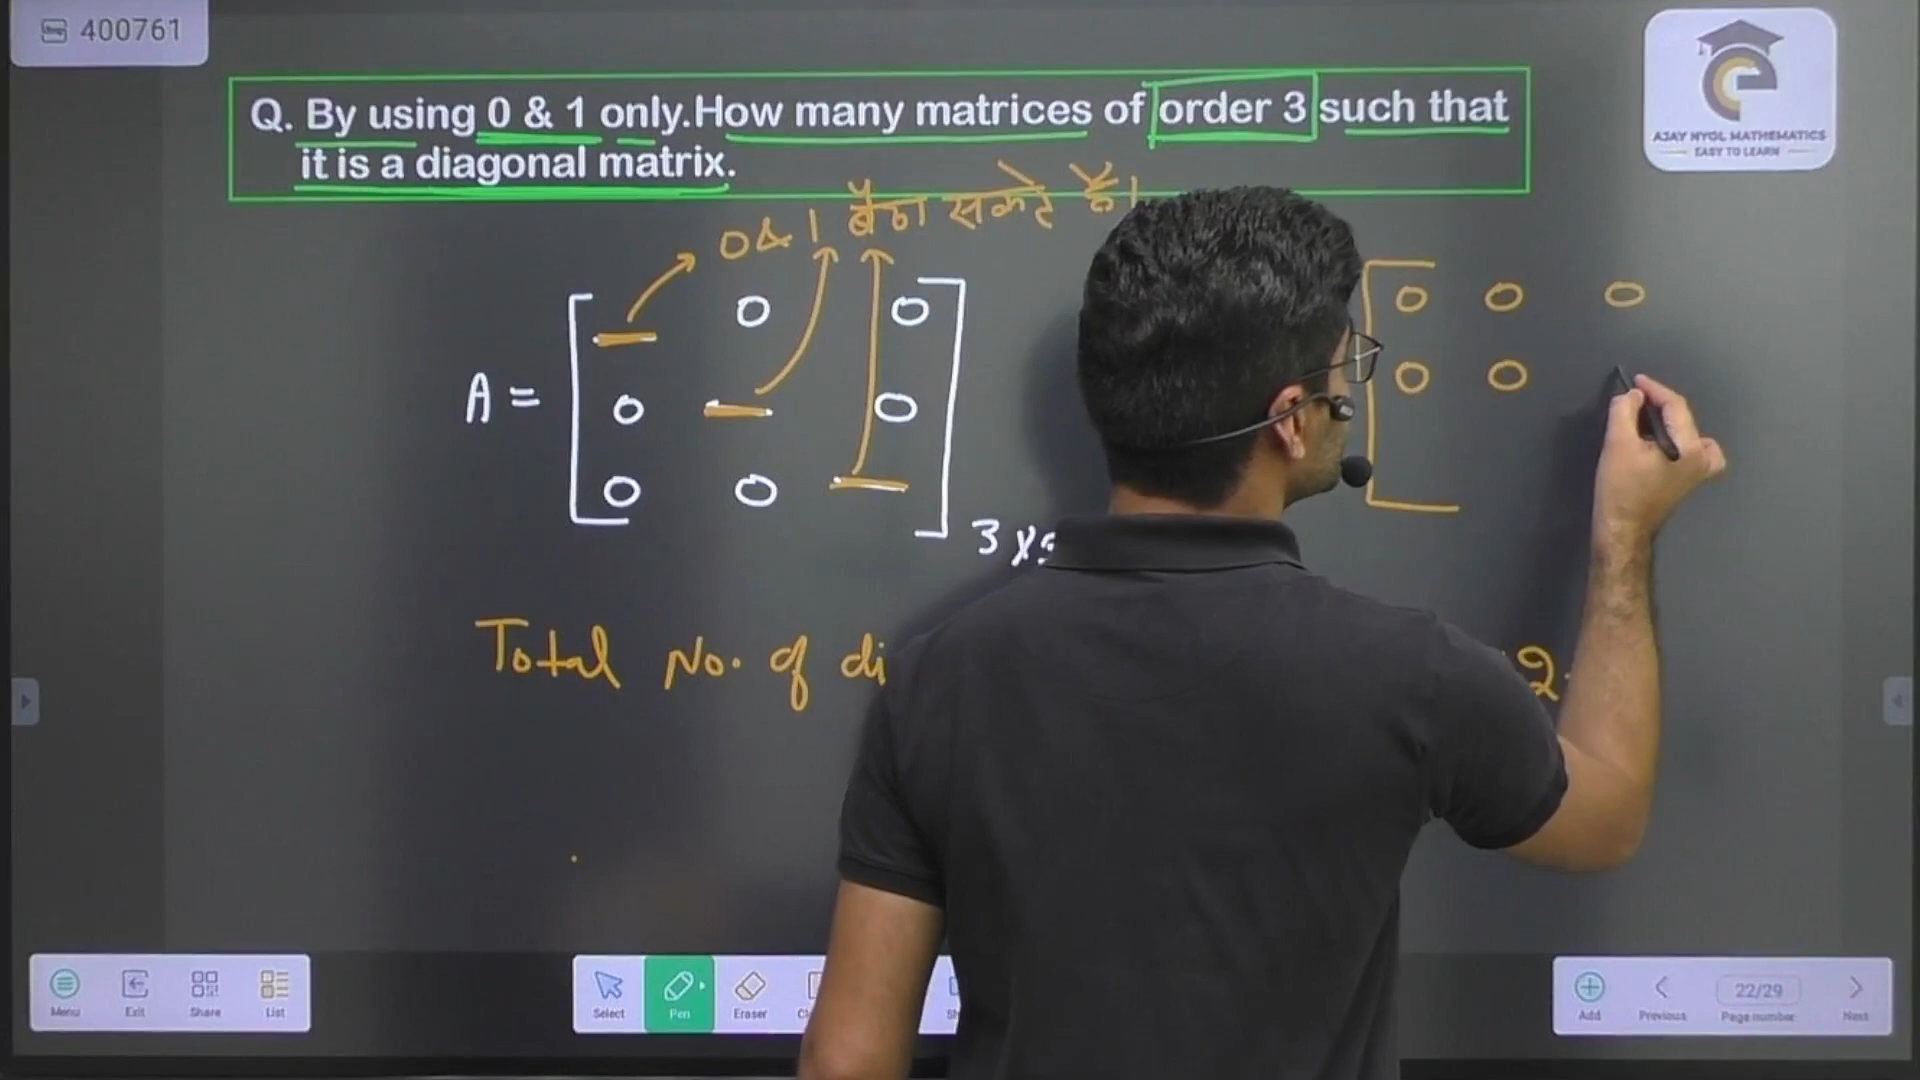 400761
Q. By using 0 & 1 only.How many matrices of order 3 such that
it is a diagonal matrix.
AJAY NYOL MATHEMATICS
EASY TO LEARN
0 & 1 बैठा सकते है।
0 0
A =
0 0
0 0
3 x
0 0 0
0 0
Total No. of di
2
Menu Exit Share List
Select Pen Eraser
Add Previous 22/29 Page number Next